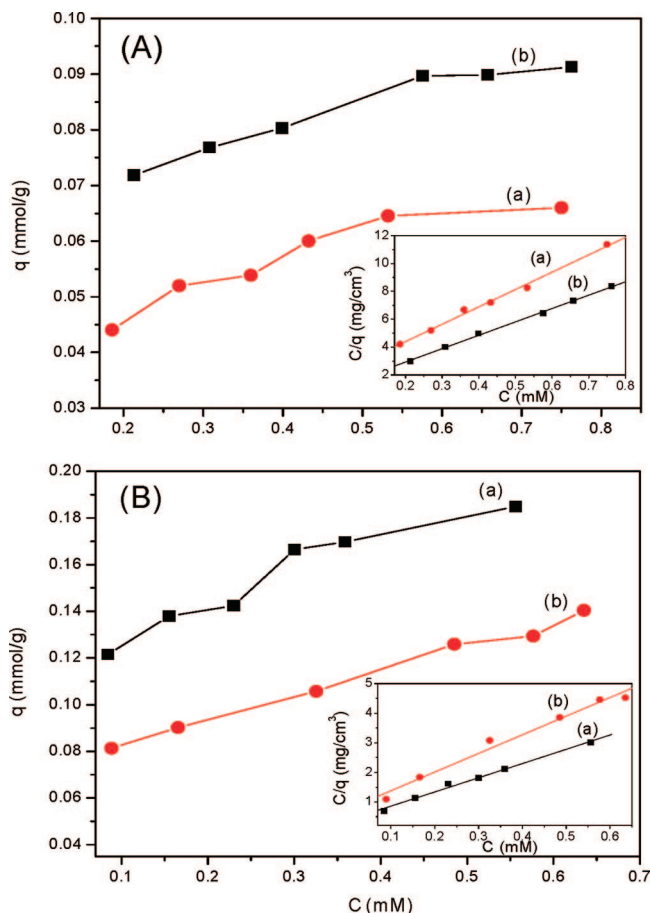 (A)
0.10
0.09
0.08
0.07
0.06
0.05
0.04
0.03
q (mmol/g)
(b)
(a)
0.2 0.3 0.4 0.5 0.6 0.7 0.8
12
10
8
6
4
2
C/q (mg/cm³)
(a)
(b)
0.2 0.3 0.4 0.5 0.6 0.7 0.8
C (mM)
(B)
0.20
0.18
0.16
0.14
0.12
0.10
0.08
0.06
0.04
q (mmol/g)
(a)
(b)
5
4
3
2
1
C/q (mg/cm³)
(b)
(a)
0.1 0.2 0.3 0.4 0.5 0.6
C (mM)
0.1 0.2 0.3 0.4 0.5 0.6 0.7
C (mM)